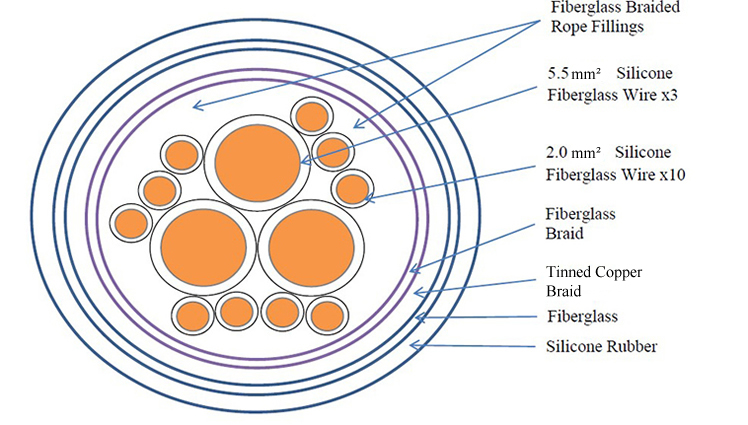 Fiberglass Braided
Rope Fillings
5.5 mm² Silicone
Fiberglass Wire x3
2.0 mm² Silicone
Fiberglass Wire x10
Fiberglass
Braid
Tinned Copper
Braid
Fiberglass
Silicone Rubber